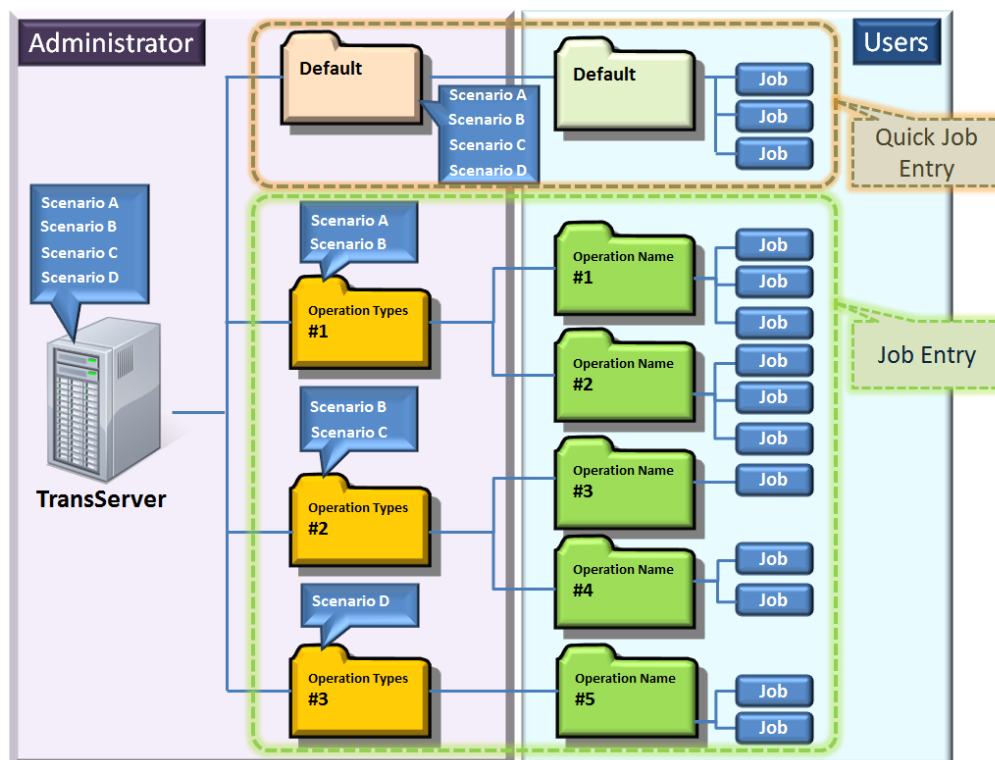 Administrator
Users
Default
Scenario A
Scenario B
Scenario C
Scenario D
Default
Job
Job
Job
Quick Job
Entry
Scenario A
Scenario B
Scenario C
Scenario D
TransServer
Scenario A
Scenario B
Operation Types
#1
Operation Name
#1
Job
Job
Job
Operation Name
#2
Job
Job
Job
Job Entry
Scenario B
Scenario C
Operation Types
#2
Operation Name
#3
Job
Operation Name
#4
Job
Job
Scenario D
Operation Types
#3
Operation Name
#5
Job
Job